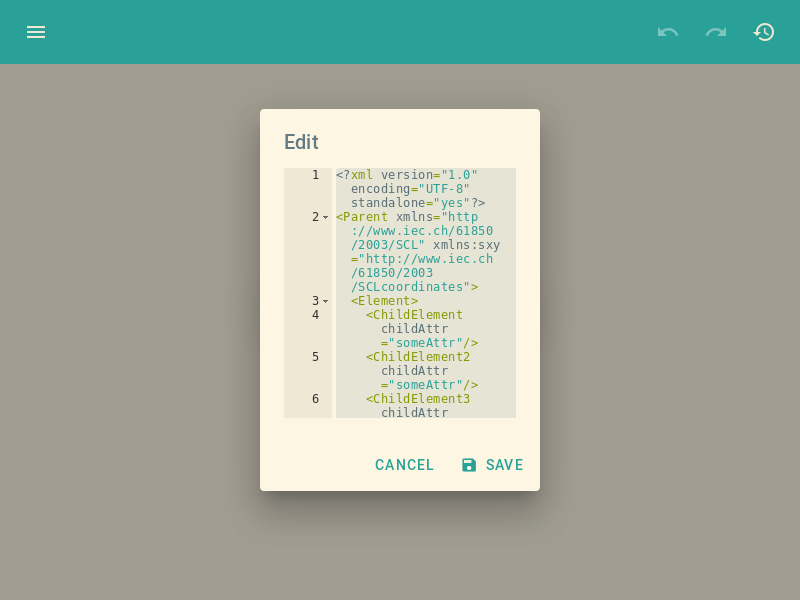 Edit
1 <?xml version="1.0"
encoding="UTF-8"
standalone="yes"?>
2 <Parent xmlns="http
://www.iec.ch/61850
/2003/SCL" xmlns:sxy
="http://www.iec.ch
/61850/2003
/SCLcoordinates">
3 <Element>
4 <ChildElement
childAttr
="someAttr"/>
5 <ChildElement2
childAttr
="someAttr"/>
6 <ChildElement3
childAttr
CANCEL SAVE